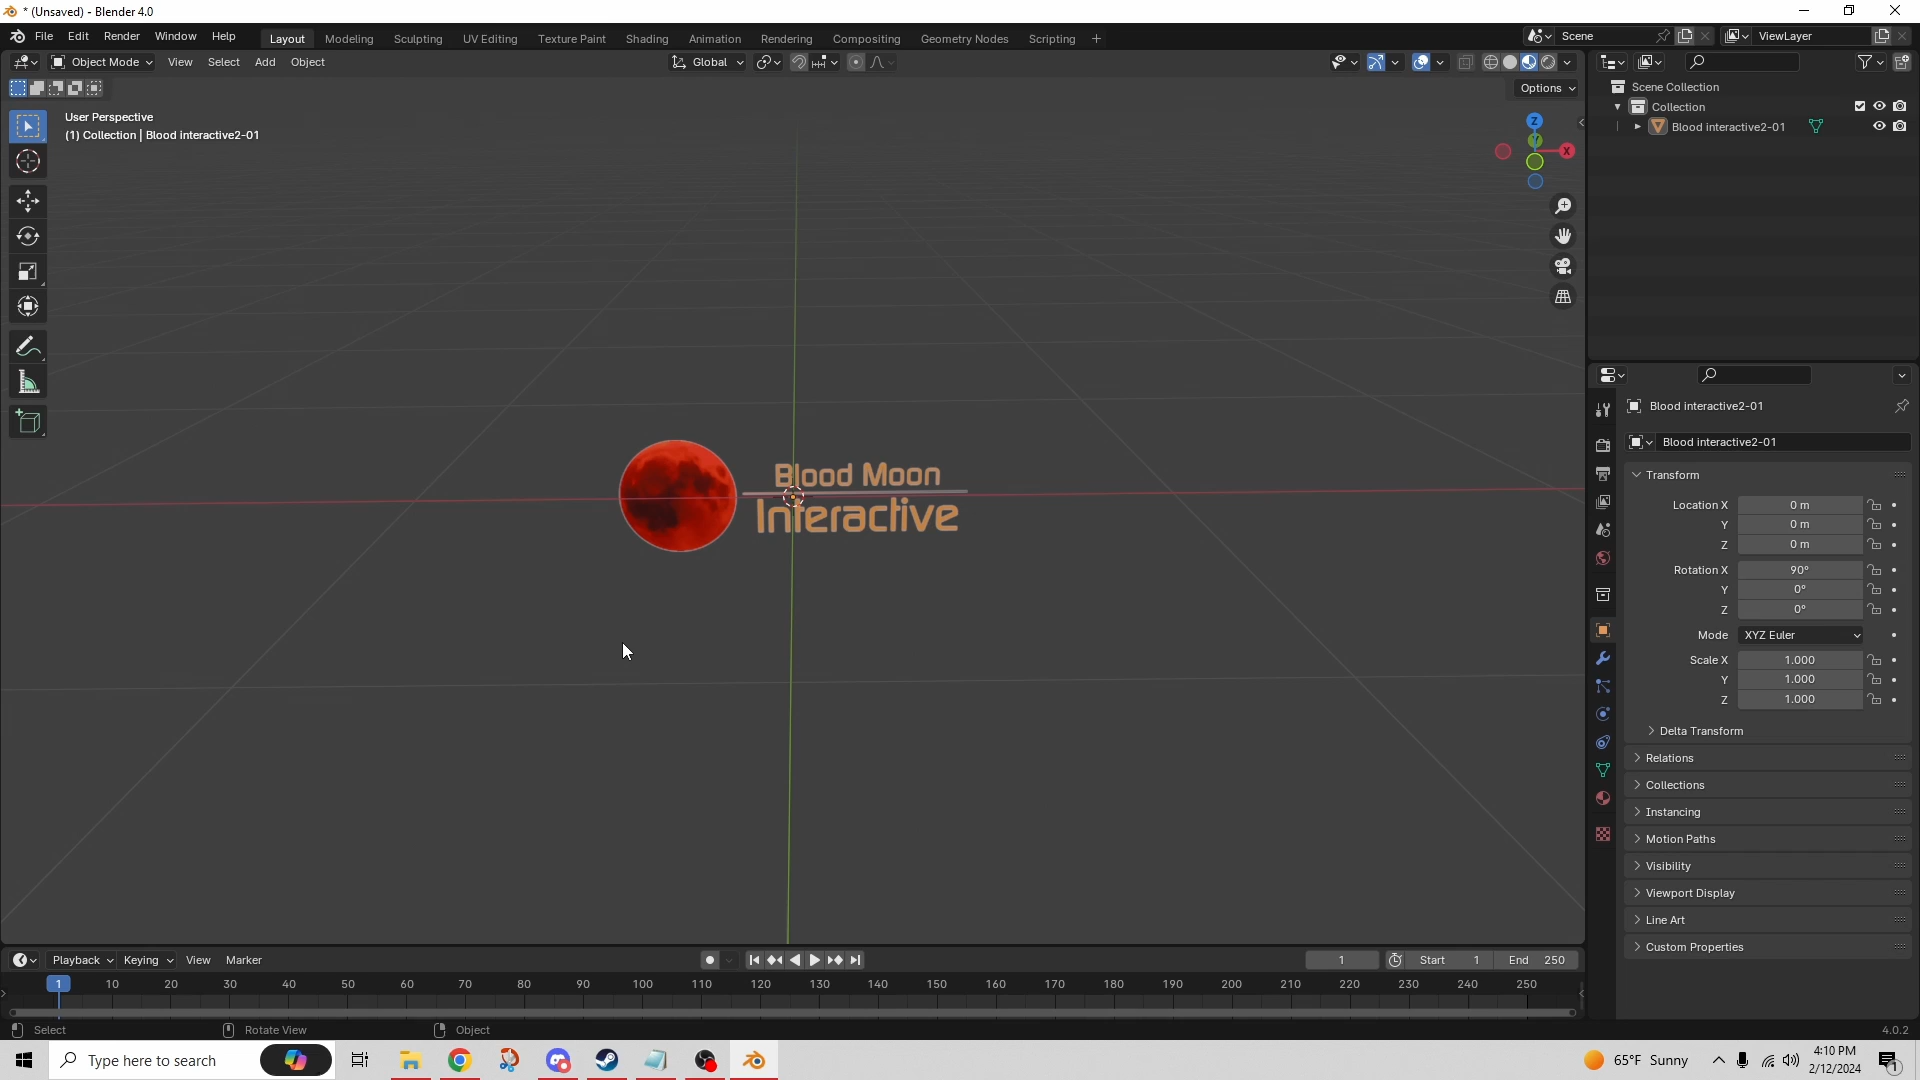 * (Unsaved) - Blender 4.0
File Edit Render Window Help Layout Modeling Sculpting UV Editing Texture Paint Shading Animation Rendering Compositing Geometry Nodes Scripting + Scene ViewLayer
Object Mode View Select Add Object Global
Options
User Perspective
(1) Collection | Blood interactive2-01
Z
Y
X
Blood Moon
Interactive
Scene Collection
Collection
Blood interactive2-01
Blood interactive2-01
Blood interactive2-01
Transform
Location X 0 m
Y 0 m
Z 0 m
Rotation X 90°
Y 0°
Z 0°
Mode XYZ Euler
Scale X 1.000
Y 1.000
Z 1.000
Delta Transform
Relations
Collections
Instancing
Motion Paths
Visibility
Viewport Display
Line Art
Custom Properties
Playback Keying View Marker 1 Start 1 End 250
1 10 20 30 40 50 60 70 80 90 100 110 120 130 140 150 160 170 180 190 200 210 220 230 240 250
Select Rotate View Object 4.0.2
Type here to search 65°F Sunny 4:10 PM
2/12/2024
1